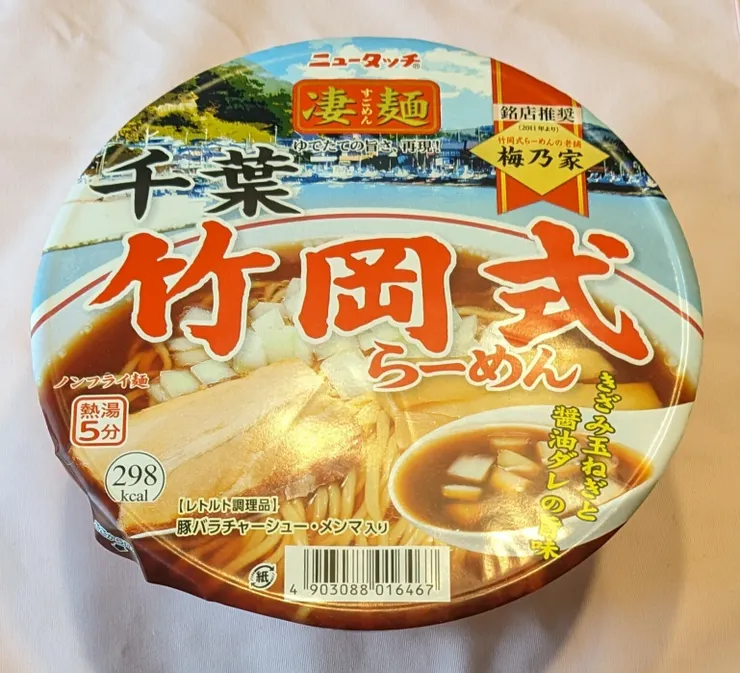 ニュータッチ®
凄麺
すごめん
ゆでたての旨さ、再現!
銘店推奨
(2011年より)
竹岡式らーめんの老舗
梅乃家
千葉
竹岡式
らーめん
ノンフライ麺
熱湯
5分
298
kcal
きざみ玉ねぎと
醤油ダレの旨味
【レトルト調理品】
豚バラチャーシュー・メンマ入り
紙
4 903088 016467